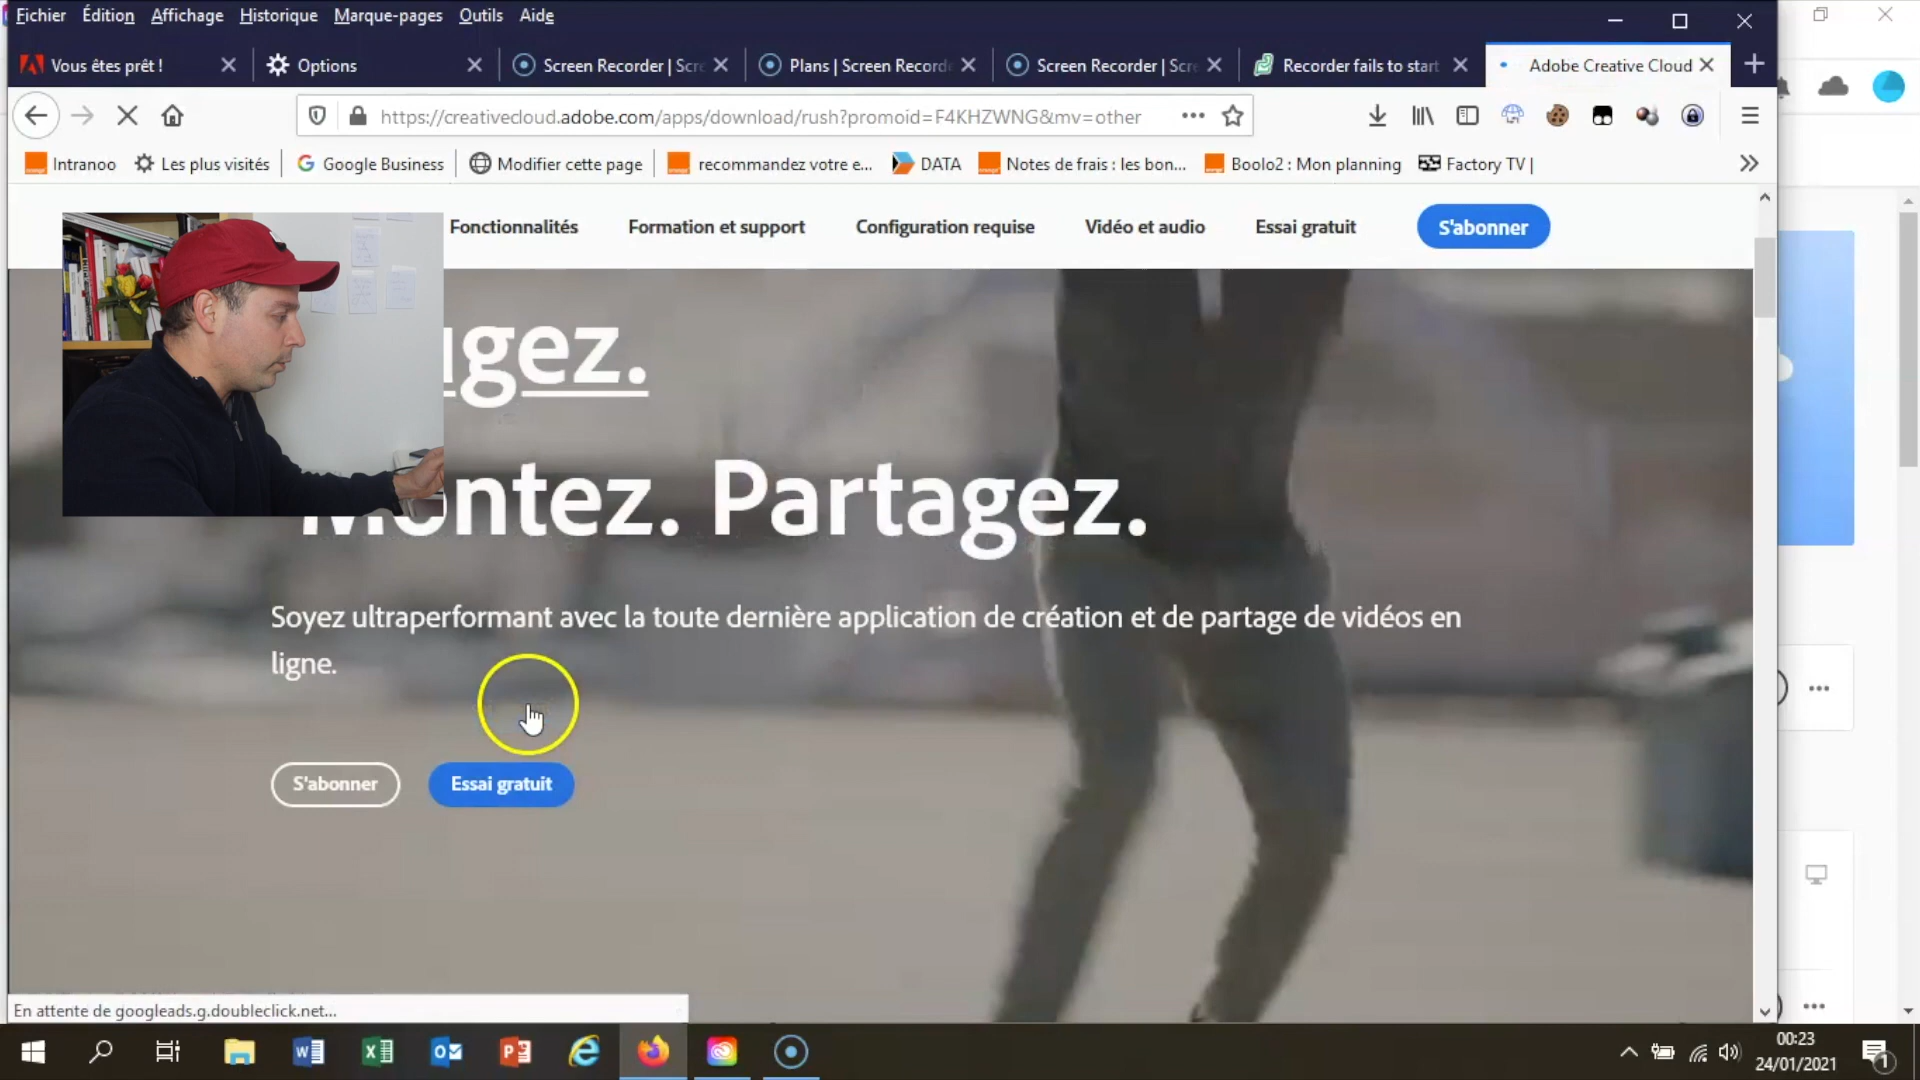 Fichier Édition Affichage Historique Marque-pages Outils Aide
Vous êtes prêt !
Options
Screen Recorder | Scre
Plans | Screen Recorde
Screen Recorder | Scre
Recorder fails to start
Adobe Creative Cloud
https://creativecloud.adobe.com/apps/download/rush?promoid=F4KHZWNG&mv=other
Intranoo
Les plus visités
Google Business
Modifier cette page
recommandez votre e...
DATA
Notes de frais : les bon...
Boolo2 : Mon planning
Factory TV |
Fonctionnalités
Formation et support
Configuration requise
Vidéo et audio
Essai gratuit
S'abonner
gez.
Montez. Partagez.
Soyez ultraperformant avec la toute dernière application de création et de partage de vidéos en
ligne.
S'abonner
Essai gratuit
En attente de googleads.g.doubleclick.net...
00:23
24/01/2021
1